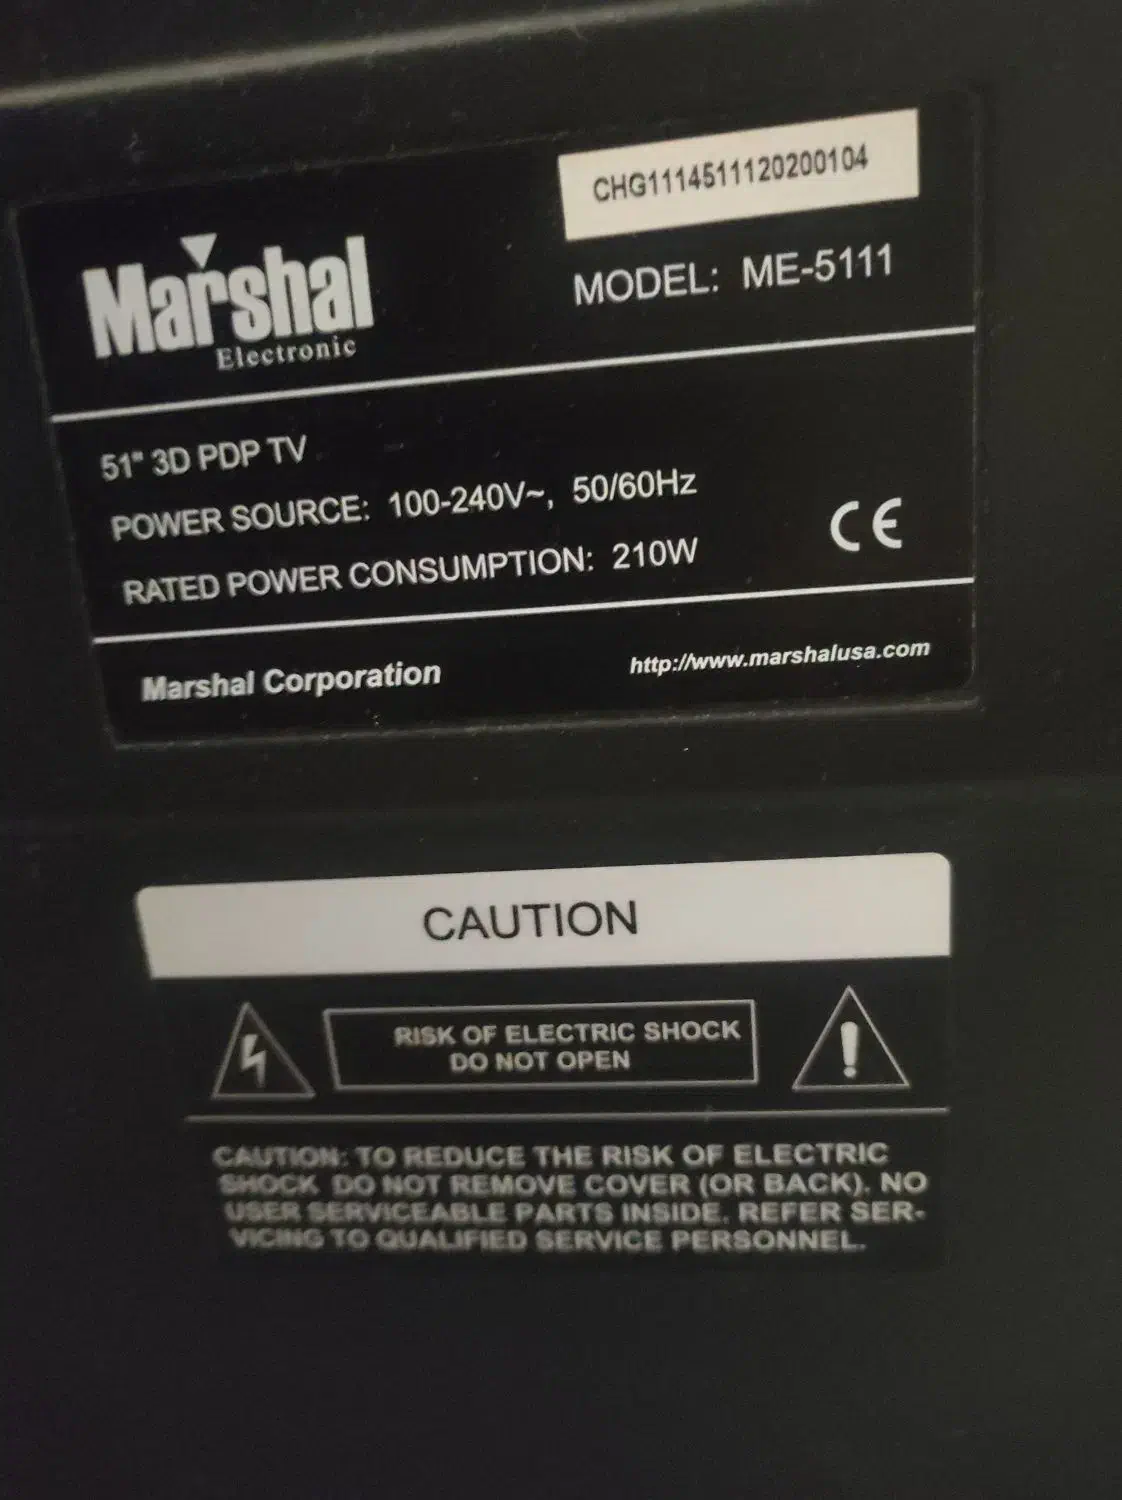 CHG1114511120200104
Marshal
Electronic
MODEL: ME-5111
51" 3D PDP TV
POWER SOURCE: 100-240V~, 50/60Hz
RATED POWER CONSUMPTION: 210W
CE
Marshal Corporation
http://www.marshalusa.com
CAUTION
RISK OF ELECTRIC SHOCK
DO NOT OPEN
CAUTION: TO REDUCE THE RISK OF ELECTRIC
SHOCK DO NOT REMOVE COVER (OR BACK). NO
USER SERVICEABLE PARTS INSIDE. REFER SER-
VICING TO QUALIFIED SERVICE PERSONNEL.